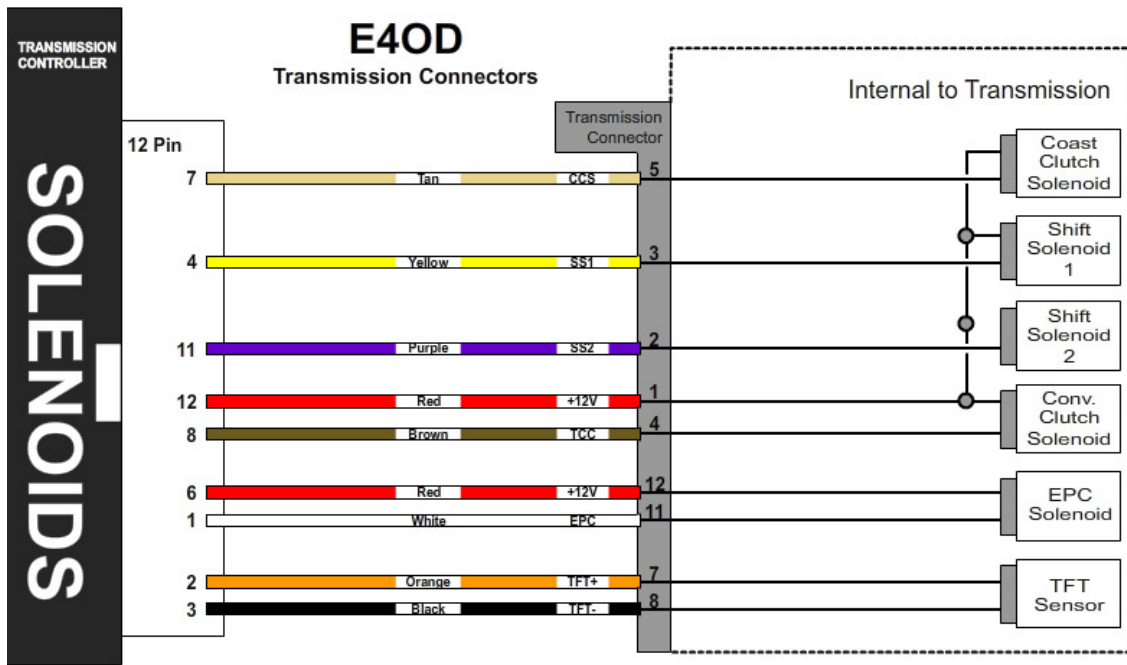 TRANSMISSION
CONTROLLER
SOLENOIDS
E4OD
Transmission Connectors
12 Pin
Transmission
Connector
Internal to Transmission
7 Tan CCS 5
Coast
Clutch
Solenoid
4 Yellow SS1 3
Shift
Solenoid
1
11 Purple SS2 2
Shift
Solenoid
2
12 Red +12V 1
8 Brown TCC 4
Conv.
Clutch
Solenoid
6 Red +12V 12
1 White EPC 11
EPC
Solenoid
2 Orange TFT+ 7
3 Black TFT- 8
TFT
Sensor